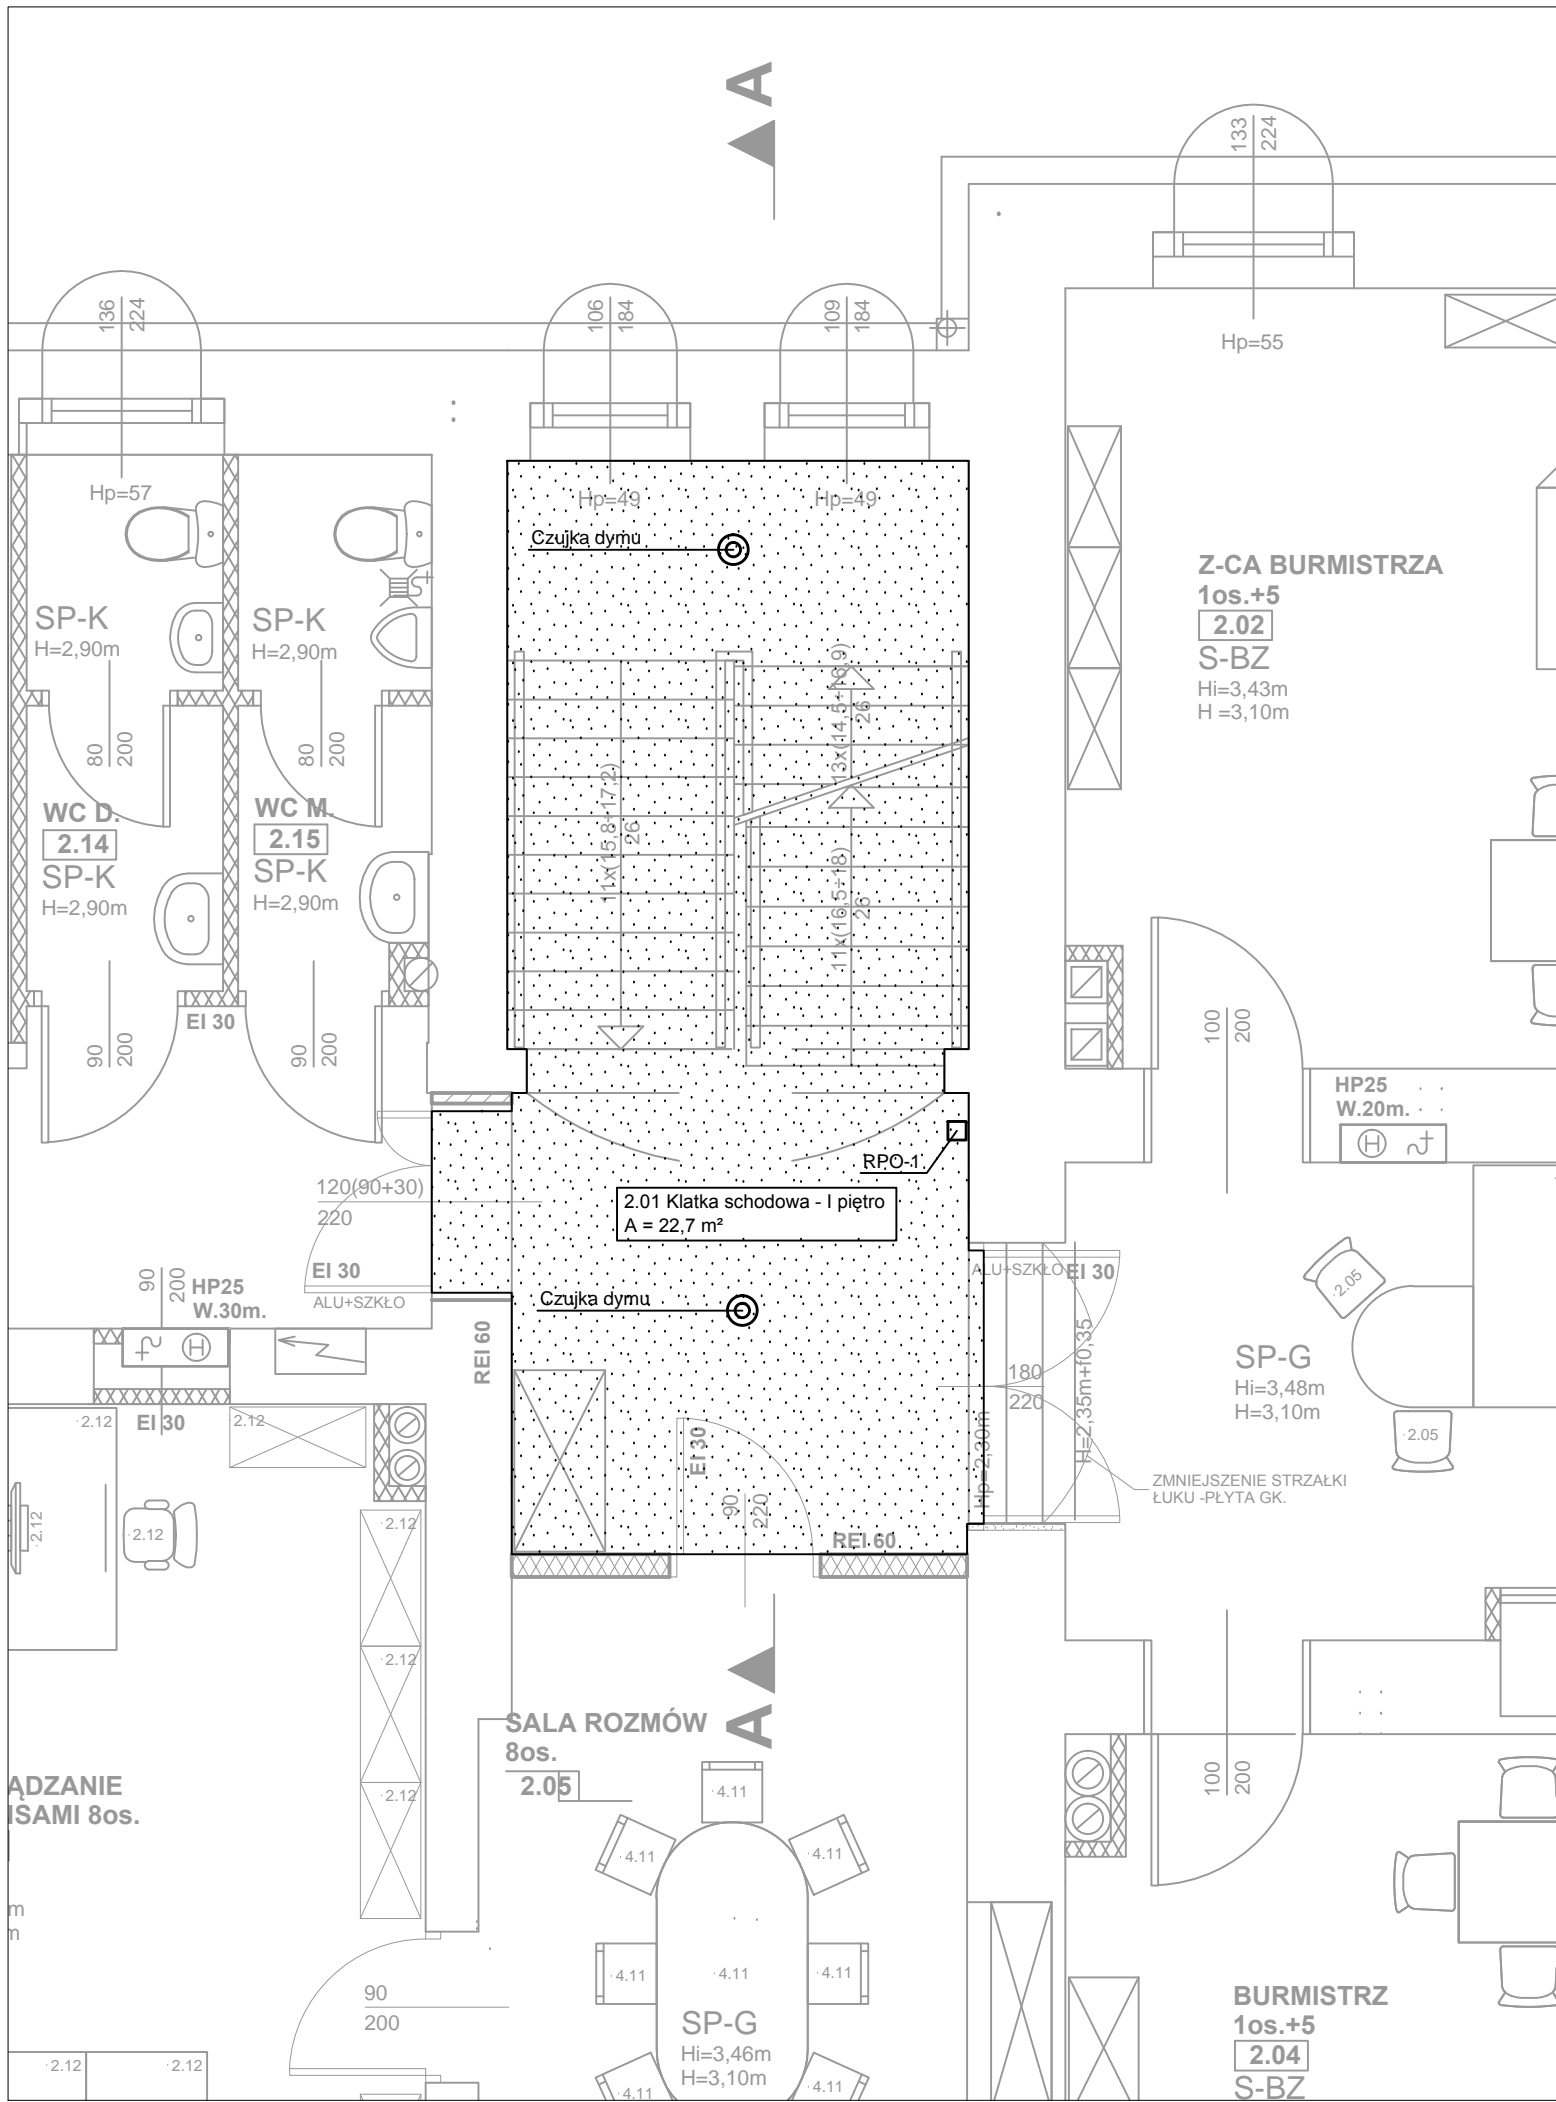 A
133
224
136
224
106
184
109
184
Hp=55
Hp=57
Hp=49
Hp=49
Czujka dymu
Z-CA BURMISTRZA
1os.+5
2.02
S-BZ
Hi=3,43m
H =3,10m
SP-K
H=2,90m
SP-K
H=2,90m
80
200
80
200
13x(14,5÷16,9)
26
11x(15,8÷17,2)
26
11x(16,5÷18)
26
WC D.
2.14
SP-K
H=2,90m
WC M.
2.15
SP-K
H=2,90m
EI 30
90
200
90
200
100
200
HP25
W.20m.
H
RPO-1
120(90+30)
220
2.01 Klatka schodowa - I piętro
A = 22,7 m²
EI 30
ALU+SZKŁO
90
200
HP25
W.30m.
H
ALU+SZKŁO
EI 30
Czujka dymu
REI 60
2.05
SP-G
Hi=3,48m
H=3,10m
2.05
180
220
H=2,35m+f0,35
Hp=2,30m
ZMNIEJSZENIE STRZAŁKI
ŁUKU -PŁYTA GK.
2.12
EI 30
2.12
2.12
2.12
2.12
EI 30
90
220
REI 60
2.12
2.12
A
SALA ROZMÓW
8os.
2.05
ĄDZANIE
ISAMI 8os.
m
m
4.11
4.11
4.11
4.11
4.11
4.11
100
200
90
200
SP-G
Hi=3,46m
H=3,10m
4.11
4.11
2.12
2.12
BURMISTRZ
1os.+5
2.04
S-BZ